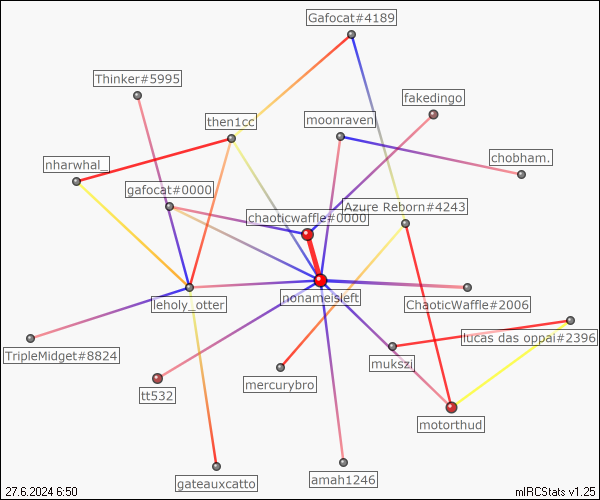 Gafocat#4189
Thinker#5995
fakedingo
then1cc
moonraven
chobham.
nharwhal_
gafocat#0000
Azure Reborn#4243
chaoticwaffle#0000
nonameisleft
leholy_otter
ChaoticWaffle#2006
lucas das oppai#2396
TripleMidget#8824
mukszi
mercurybro
tt532
motorthud
gateauxcatto
amah1246
27.6.2024 6:50
mIRCStats v1.25